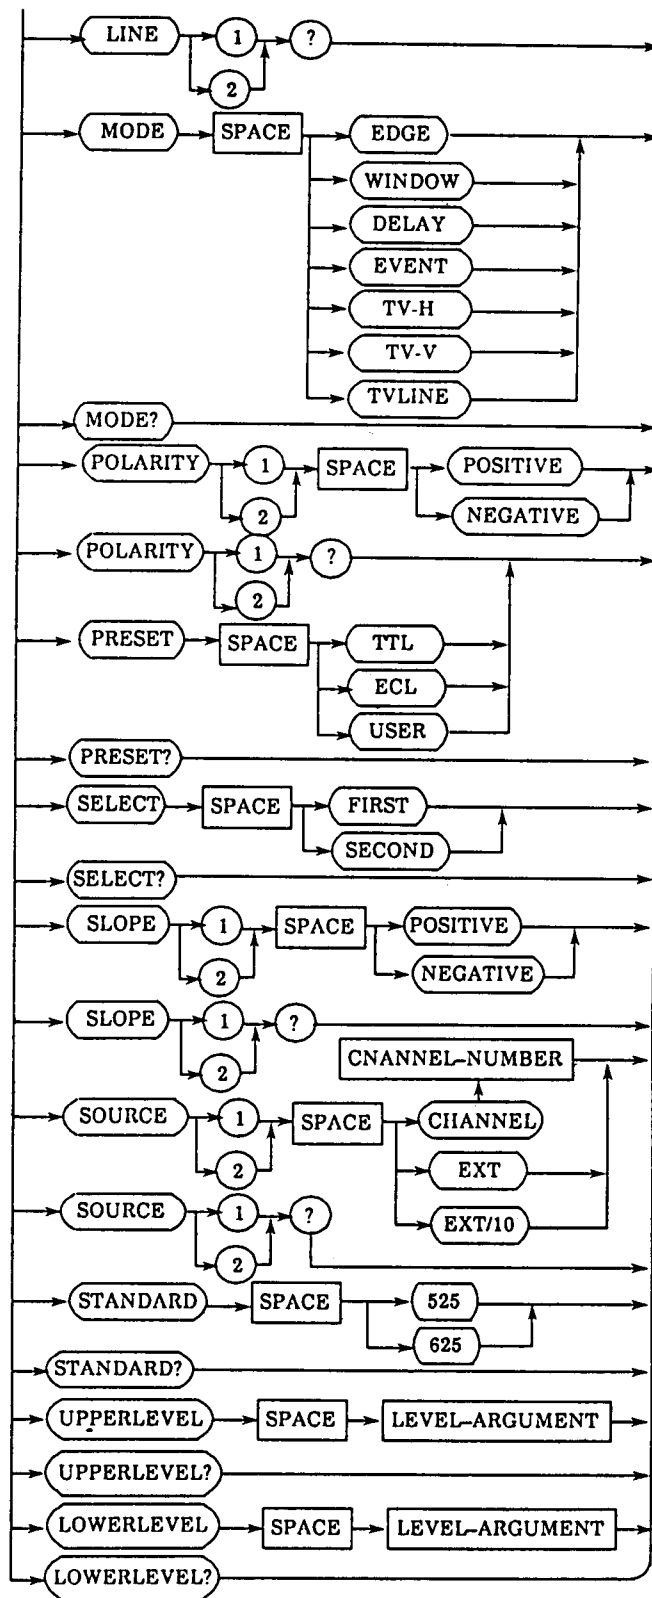 LINE 1 ?
2
MODE SPACE EDGE
WINDOW
DELAY
EVENT
TV-H
TV-V
TVLINE
MODE?
POLARITY 1 SPACE POSITIVE
2 NEGATIVE
POLARITY 1 ?
2
PRESET SPACE TTL
ECL
USER
PRESET?
SELECT SPACE FIRST
SECOND
SELECT?
SLOPE 1 SPACE POSITIVE
2 NEGATIVE
SLOPE 1 ?
2
CNANNEL-NUMBER
SOURCE 1 SPACE CHANNEL
2 EXT
EXT/10
SOURCE 1 ?
2
STANDARD SPACE 525
625
STANDARD?
UPPERLEVEL SPACE LEVEL-ARGUMENT
UPPERLEVEL?
LOWERLEVEL SPACE LEVEL-ARGUMENT
LOWERLEVEL?